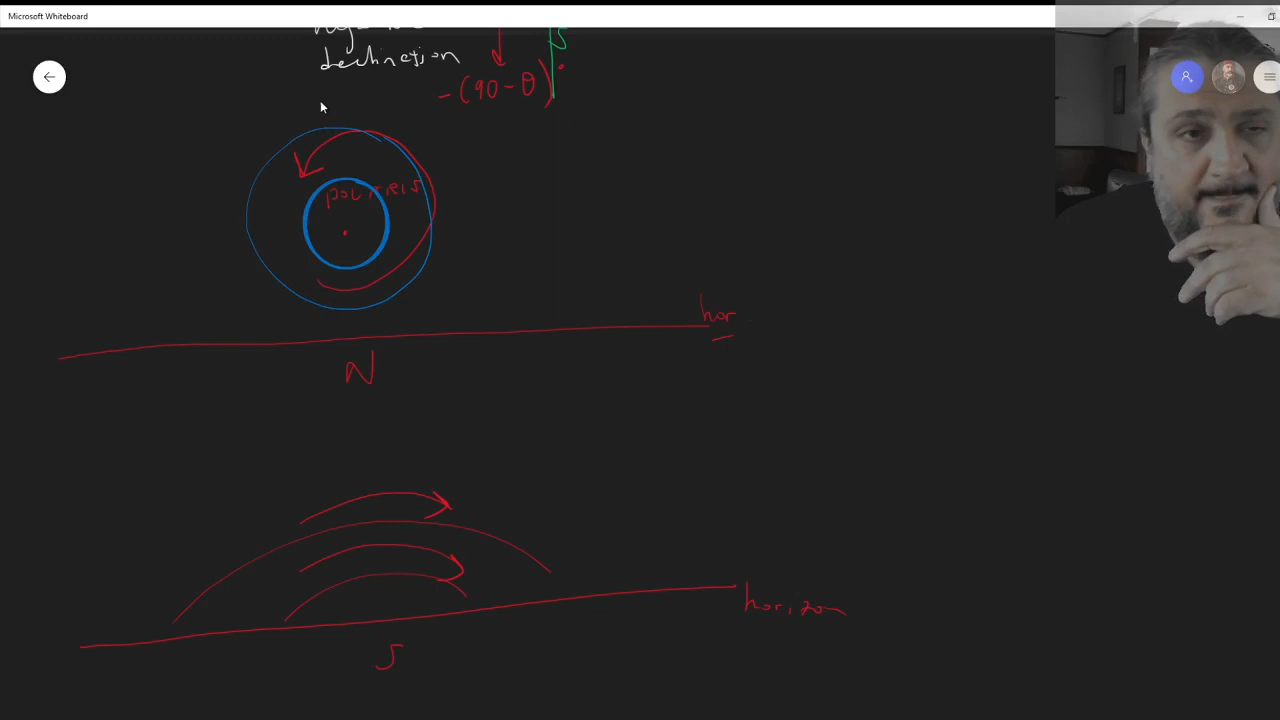 Microsoft Whiteboard
declination
S
-(90-θ)
polaris
hor
N
horizon
S